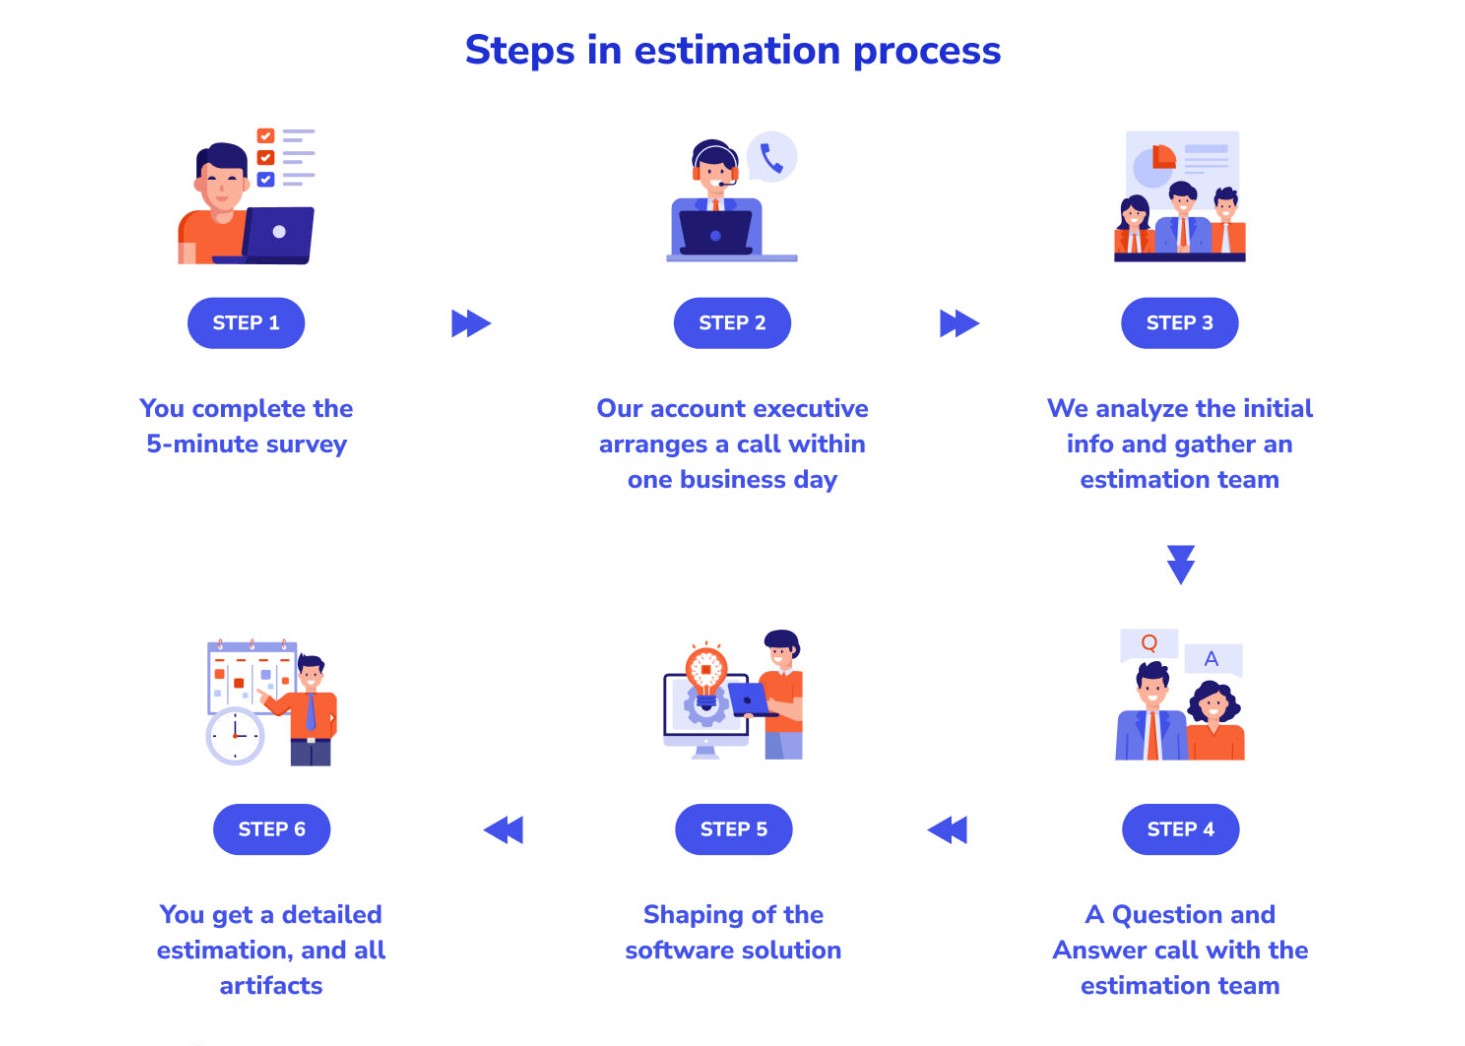 Steps in estimation process
STEP 1
You complete the
5-minute survey
STEP 2
Our account executive
arranges a call within
one business day
STEP 3
We analyze the initial
info and gather an
estimation team
Q
A
STEP 4
A Question and
Answer call with the
estimation team
STEP 5
Shaping of the
software solution
STEP 6
You get a detailed
estimation, and all
artifacts